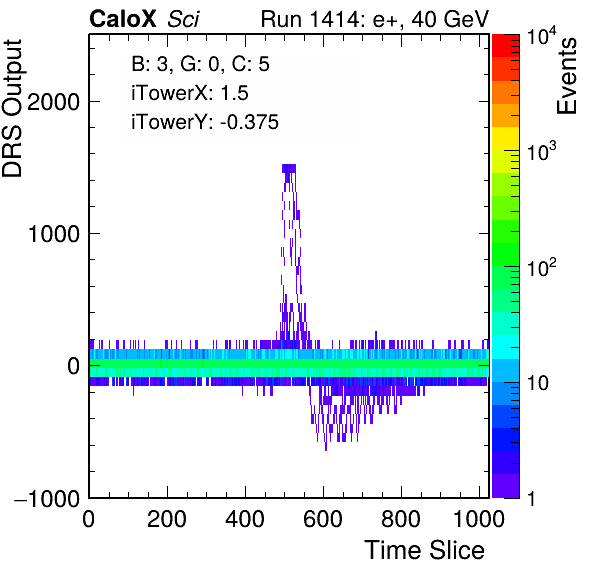 CaloX Sci Run 1414: e+, 40 GeV
B: 3, G: 0, C: 5
iTowerX: 1.5
iTowerY: -0.375
DRS Output
2000
1000
0
−1000
0 200 400 600 800 1000
Time Slice
Events
10^4
10^3
10^2
10
1